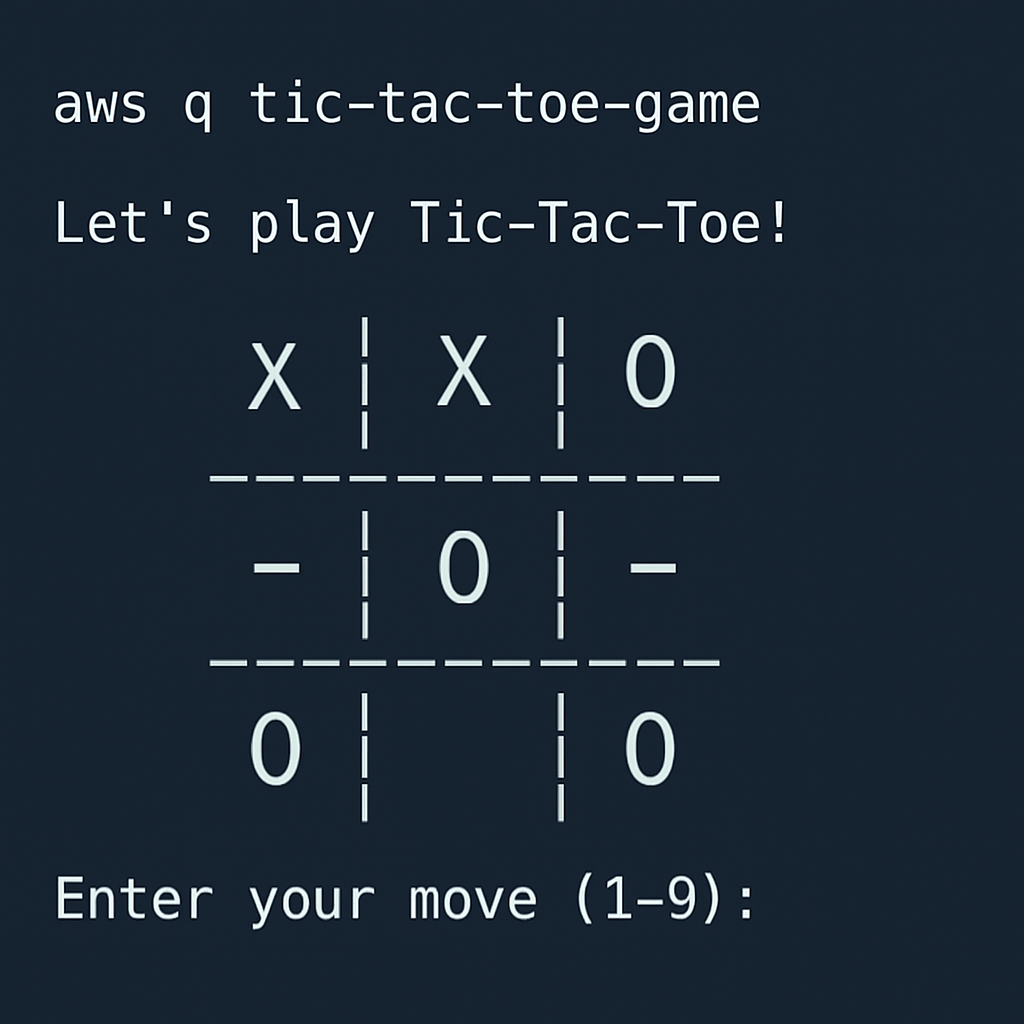 aws q tic-tac-toe-game
Let's play Tic-Tac-Toe!
X | X | O
- | O | -
O | | O
Enter your move (1-9):